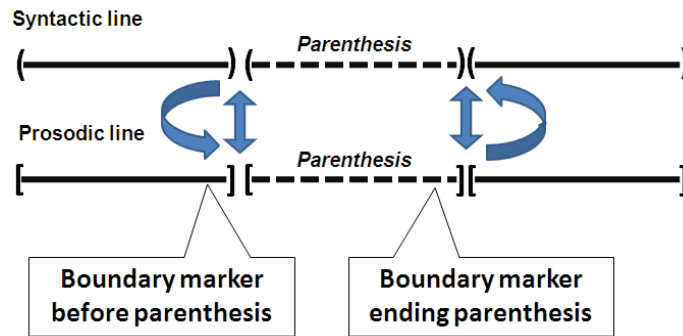 Syntactic line
Parenthesis
Prosodic line
Parenthesis
Boundary marker
before parenthesis
Boundary marker
ending parenthesis